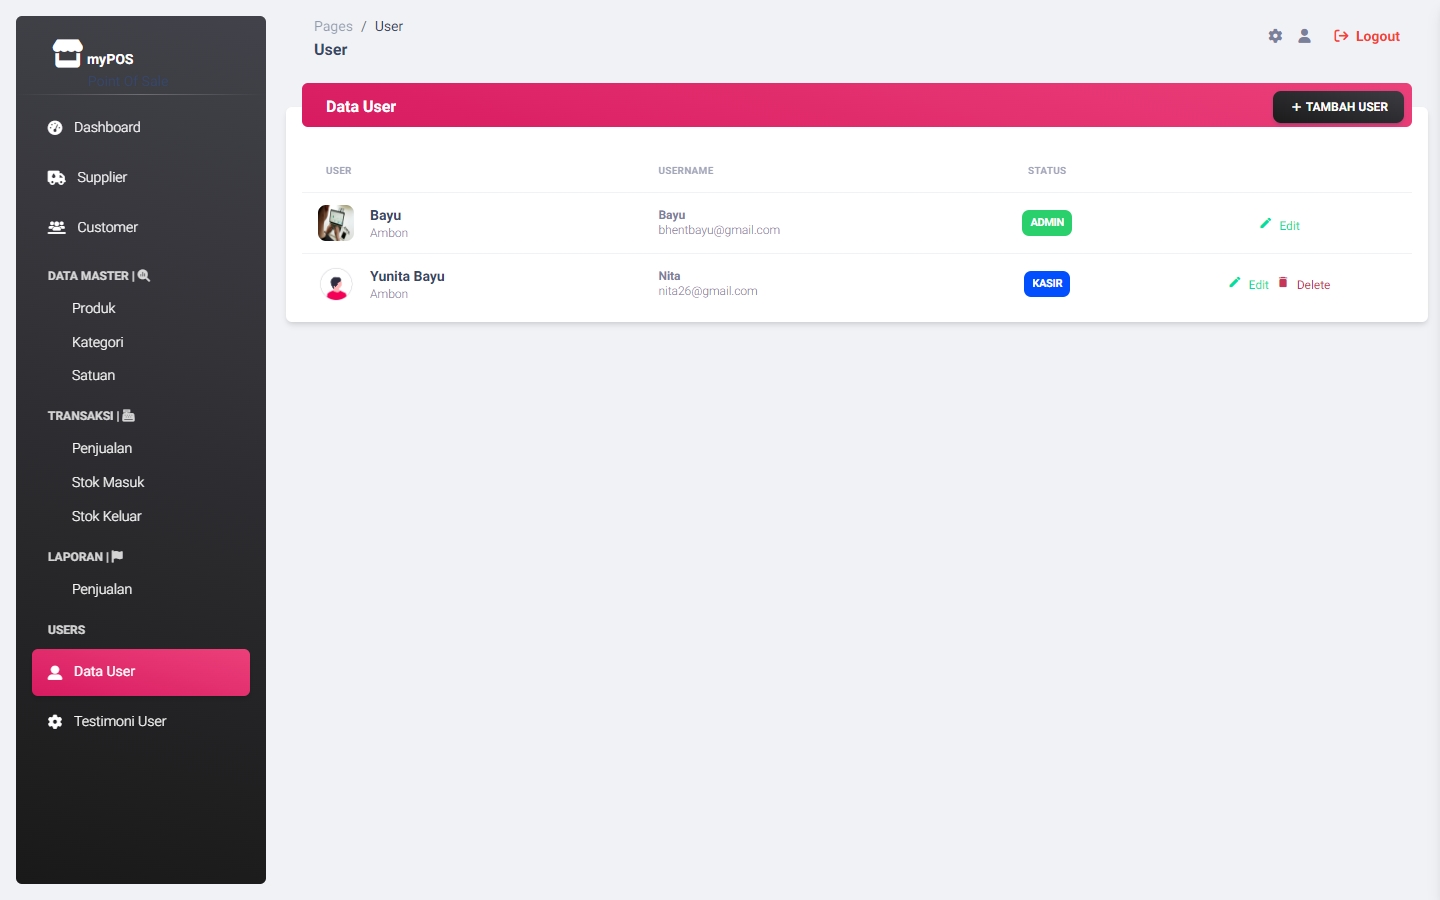 myPOS
Point Of Sale
Dashboard
Supplier
Customer
DATA MASTER |
Produk
Kategori
Satuan
TRANSAKSI |
Penjualan
Stok Masuk
Stok Keluar
LAPORAN |
Penjualan
USERS
Data User
Testimoni User
Pages / User
User
Logout
Data User
+ TAMBAH USER
USER USERNAME STATUS
Bayu
Ambon
Bayu
bhentbayu@gmail.com
ADMIN
Edit
Yunita Bayu
Ambon
Nita
nita26@gmail.com
KASIR
Edit Delete